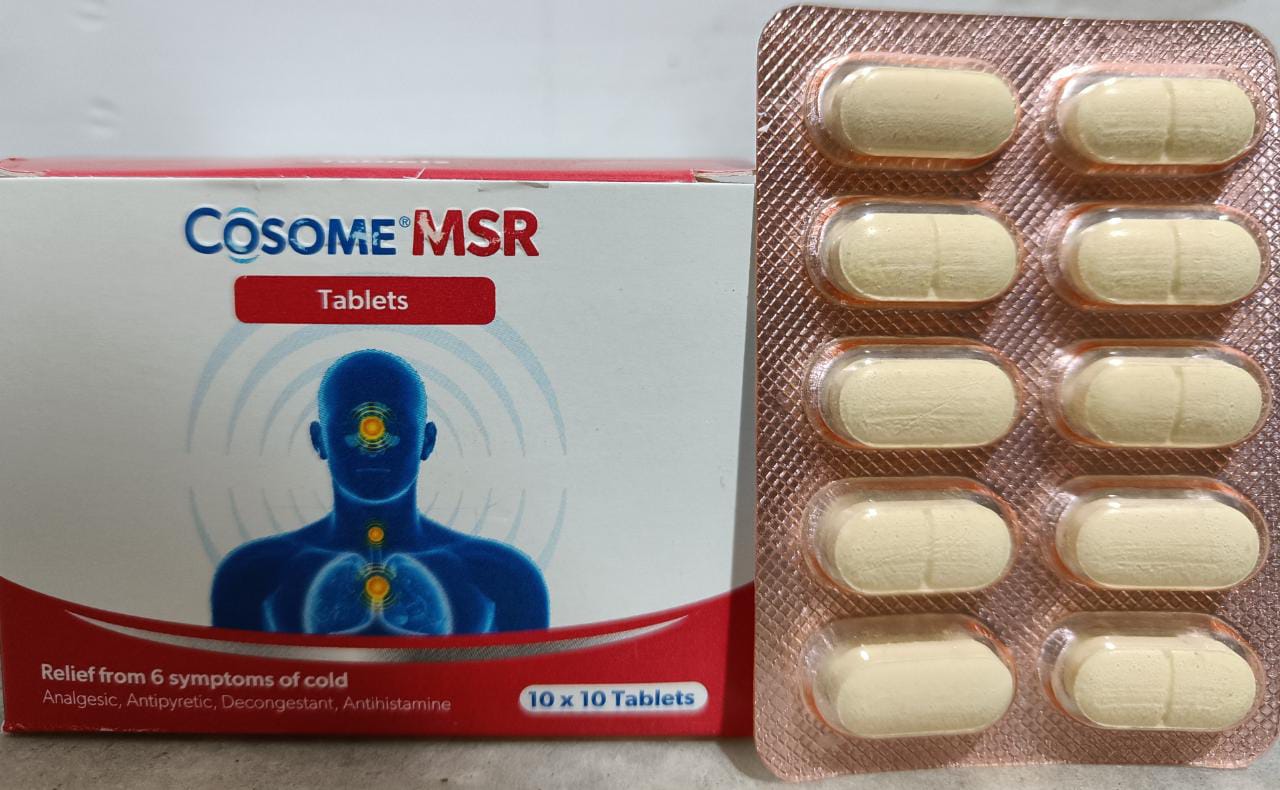 COSOME® MSR
Tablets
Relief from 6 symptoms of cold
Analgesic, Antipyretic, Decongestant, Antihistamine
10 x 10 Tablets